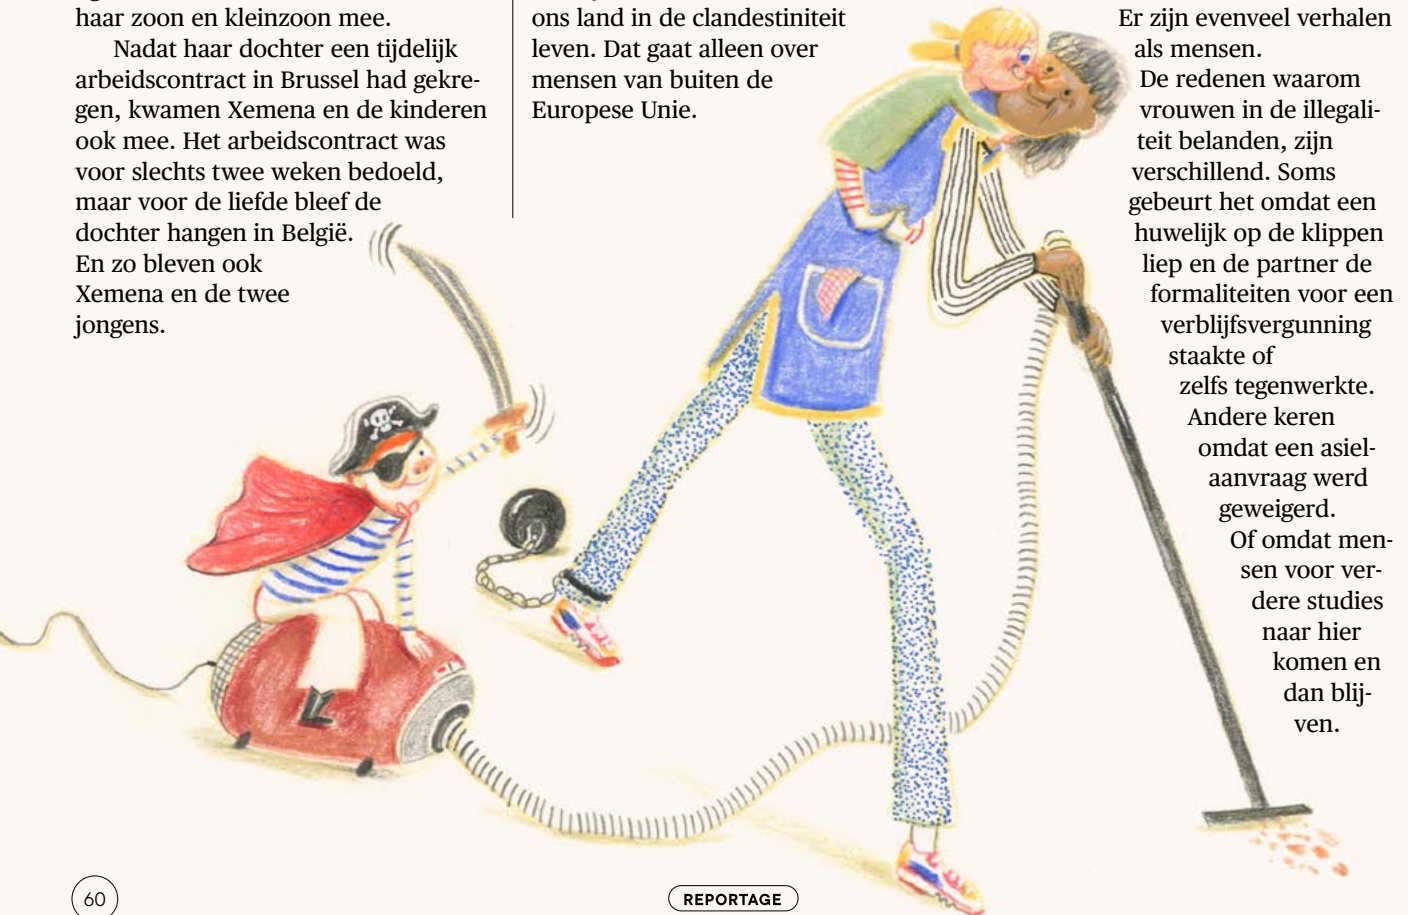 haar zoon en kleinzoon mee.
Nadat haar dochter een tijdelijk
arbeidscontract in Brussel had gekre-
gen, kwamen Xemena en de kinderen
ook mee. Het arbeidscontract was
voor slechts twee weken bedoeld,
maar voor de liefde bleef de
dochter hangen in België.
En zo bleven ook
Xemena en de twee
jongens.
ons land in de clandestiniteit
leven. Dat gaat alleen over
mensen van buiten de
Europese Unie.
Er zijn evenveel verhalen
als mensen.
De redenen waarom
vrouwen in de illegali-
teit belanden, zijn
verschillend. Soms
gebeurt het omdat een
huwelijk op de klippen
liep en de partner de
formaliteiten voor een
verblijfsvergunning
staakte of
zelfs tegenwerkte.
Andere keren
omdat een asiel-
aanvraag werd
geweigerd.
Of omdat men-
sen voor ver-
dere studies
naar hier
komen en
dan blij-
ven.
60
REPORTAGE